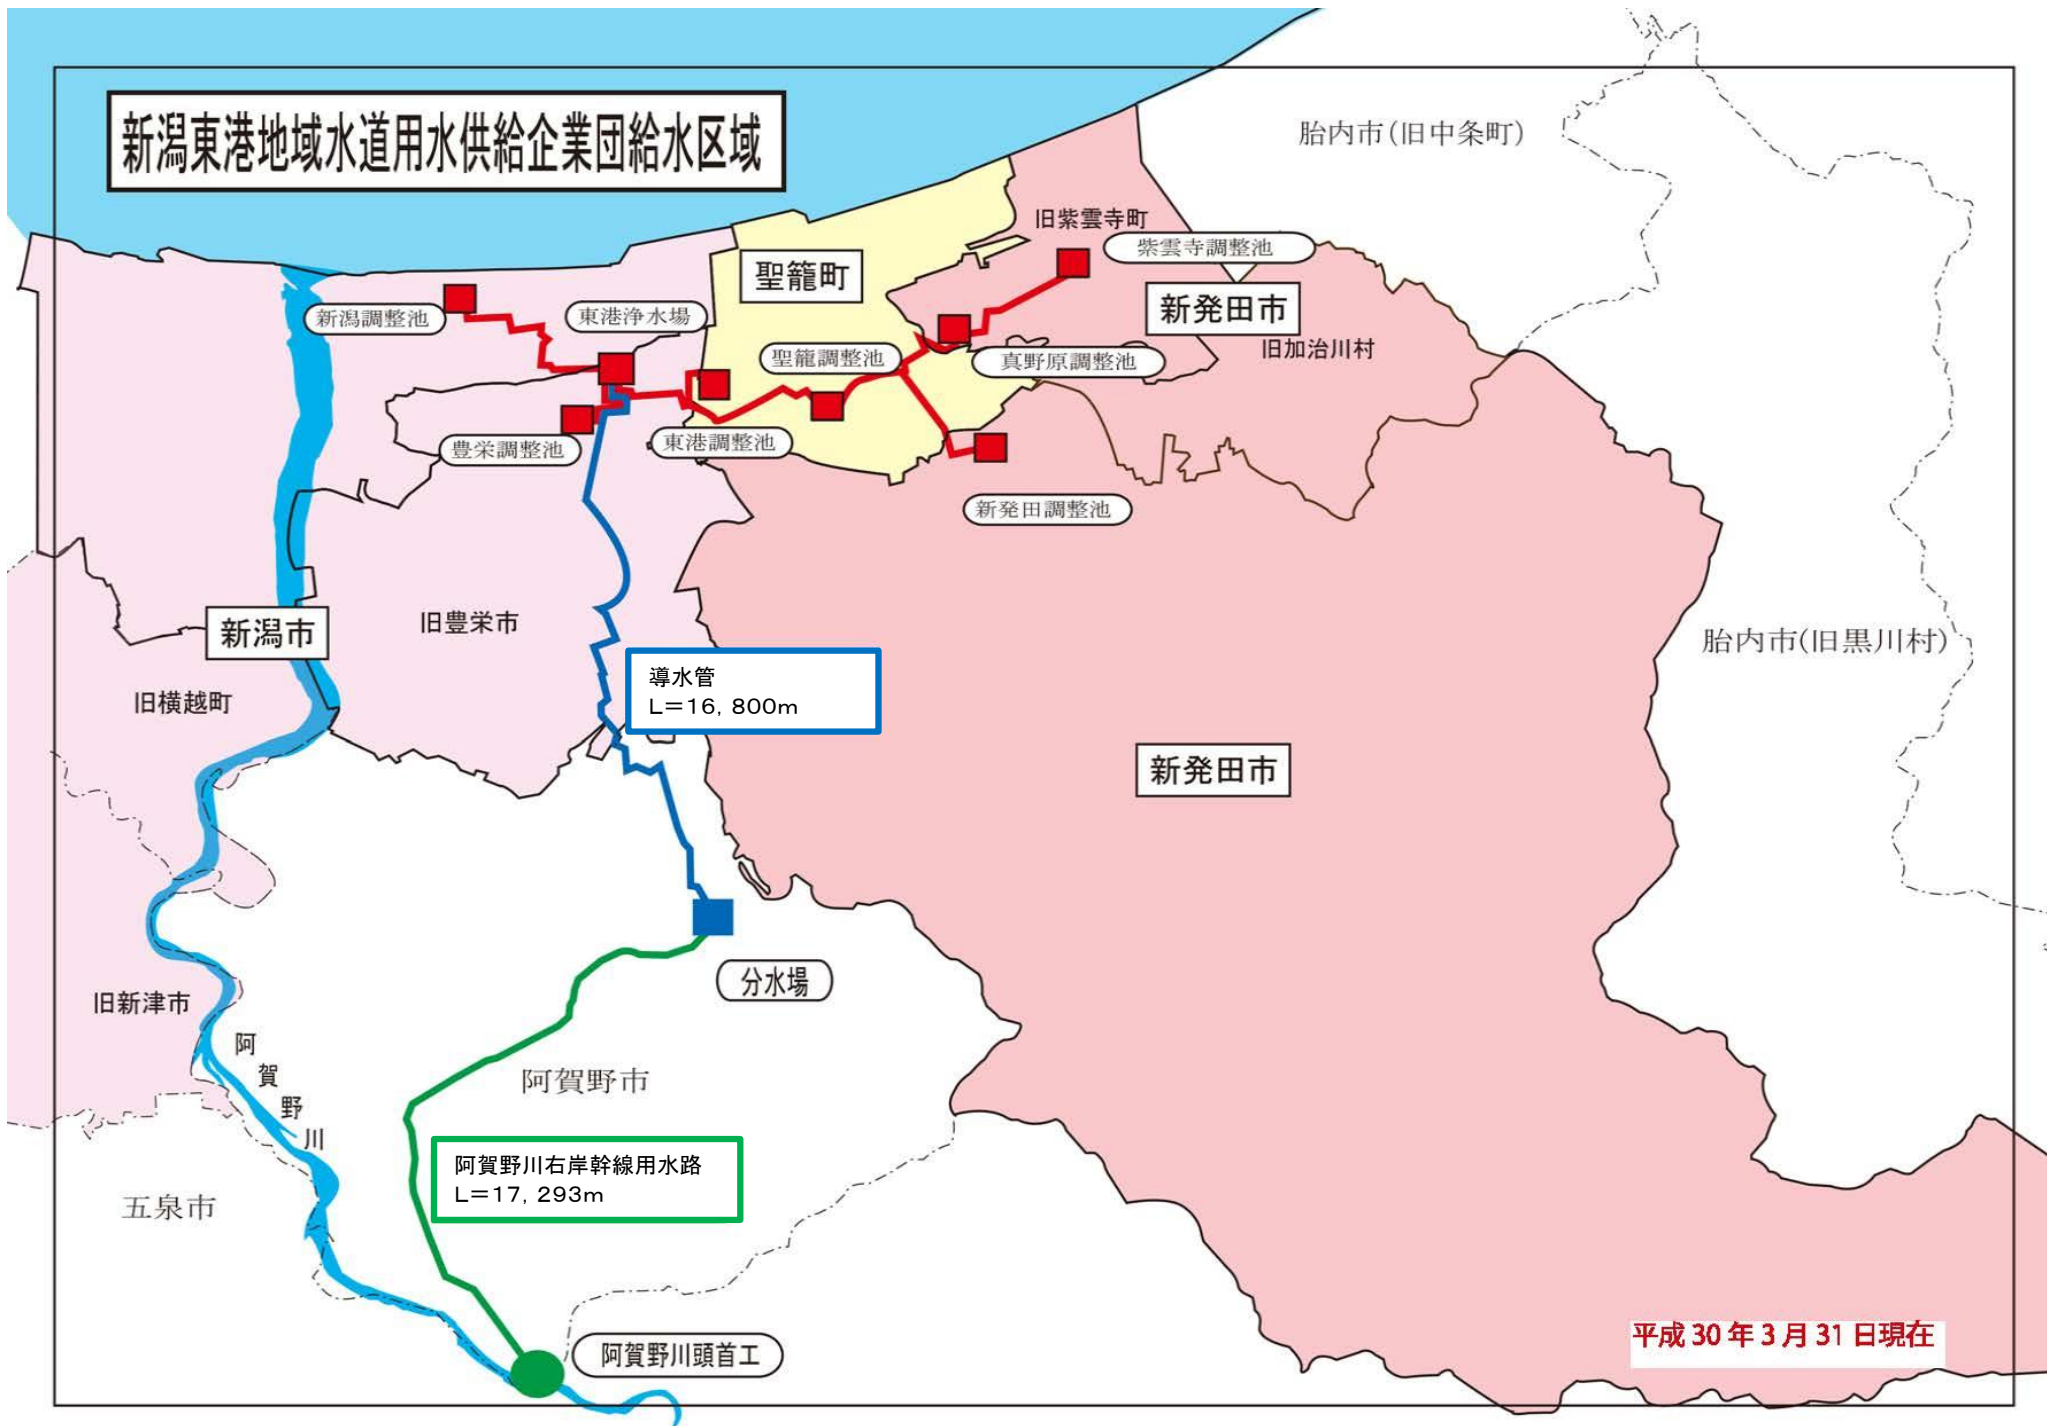 新潟東港地域水道用水供給企業団給水区域
胎内市(旧中条町)
旧紫雲寺町
紫雲寺調整池
聖籠町
新発田市
新潟調整池
東港浄水場
聖籠調整池
真野原調整池
旧加治川村
豊栄調整池
東港調整池
新発田調整池
新潟市
旧豊栄市
胎内市(旧黒川村)
旧横越町
導水管
L=16,800m
新発田市
分水場
旧新津市
阿賀野川
阿賀野市
阿賀野川右岸幹線用水路
L=17,293m
五泉市
阿賀野川頭首工
平成30年3月31日現在